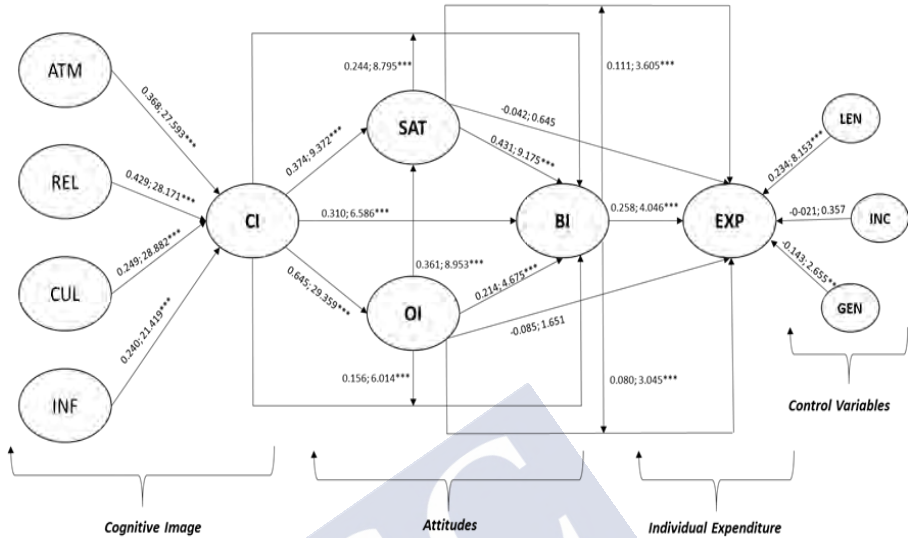 ATM
REL
CUL
INF
CI
SAT
OI
BI
EXP
LEN
INC
GEN
0.368; 27.593***
0.429; 28.171***
0.249; 28.882***
0.240; 21.419***
0.374; 9.372***
0.310; 6.586***
0.645; 29.359***
0.244; 8.795***
0.361; 8.953***
0.156; 6.014***
0.431; 9.175***
0.214; 4.675***
0.111; 3.605***
-0.042; 0.645
0.258; 4.046***
-0.085; 1.651
0.080; 3.045***
0.234; 8.153***
-0.021; 0.357
-0.143; 2.655**
Control Variables
Cognitive Image
Attitudes
Individual Expenditure